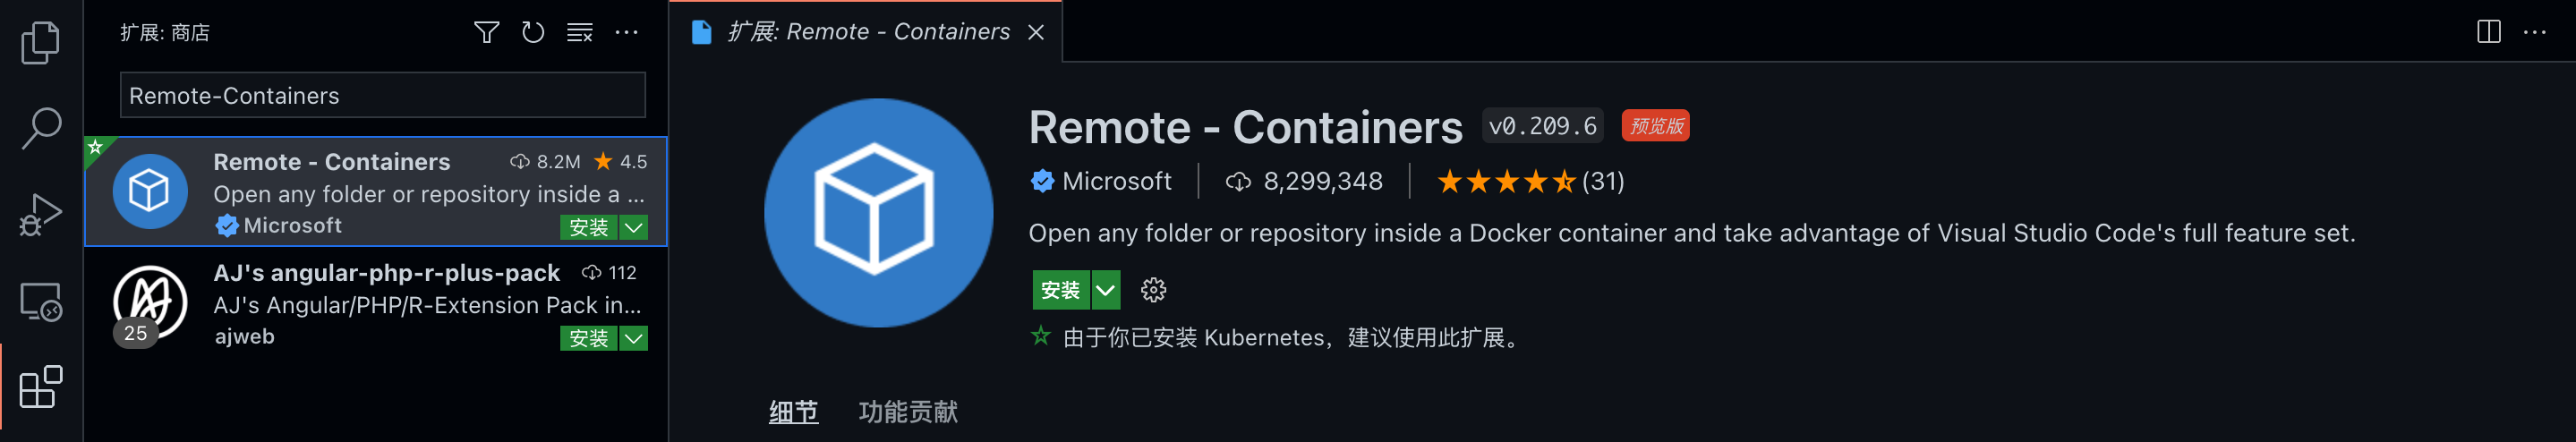 扩展: 商店
Remote-Containers
Remote - Containers 8.2M 4.5
Open any folder or repository inside a ...
Microsoft 安装
AJ's angular-php-r-plus-pack 112
AJ's Angular/PHP/R-Extension Pack in...
25
ajweb 安装
扩展: Remote - Containers
Remote - Containers v0.209.6 预览版
Microsoft 8,299,348 (31)
Open any folder or repository inside a Docker container and take advantage of Visual Studio Code's full feature set.
安装
由于你已安装 Kubernetes，建议使用此扩展。
细节 功能贡献